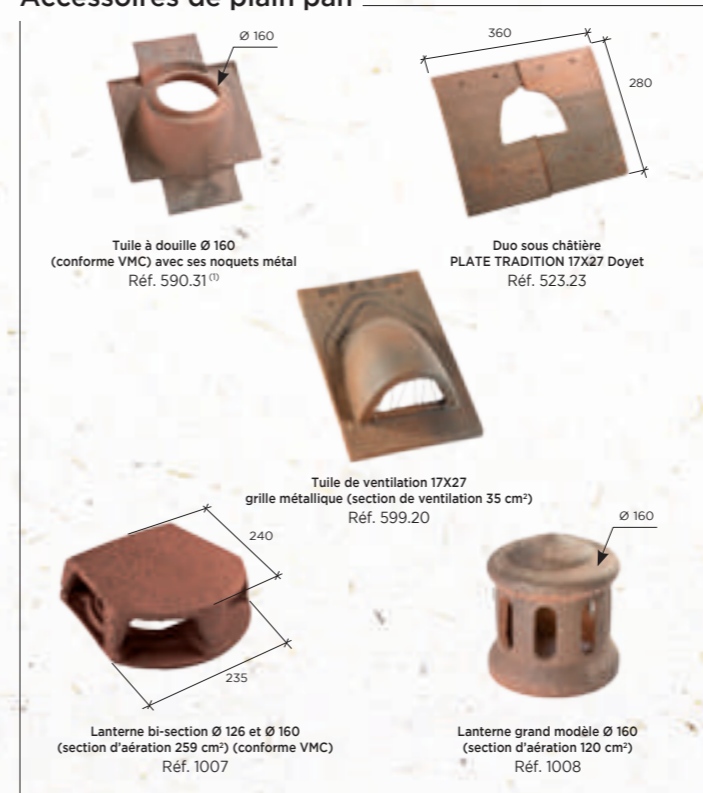 Accessoires de plain pan
Ø 160
360
280
Tuile à douille Ø 160
(conforme VMC) avec ses noquets métal
Réf. 590.31 (1)
Duo sous châtière
PLATE TRADITION 17X27 Doyet
Réf. 523.23
Tuile de ventilation 17X27
grille métallique (section de ventilation 35 cm²)
Réf. 599.20
240
235
Ø 160
Lanterne bi-section Ø 126 et Ø 160
(section d'aération 259 cm²) (conforme VMC)
Réf. 1007
Lanterne grand modèle Ø 160
(section d'aération 120 cm²)
Réf. 1008